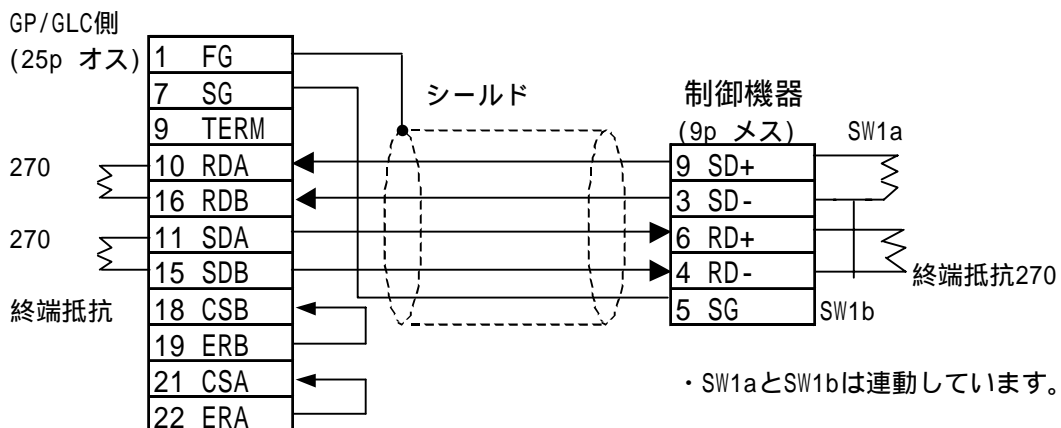 GP/GLC側
(25p オス)
1 FG
7 SG
9 TERM
10 RDA
16 RDB
11 SDA
15 SDB
18 CSB
19 ERB
21 CSA
22 ERA
270
270
終端抵抗
シールド
制御機器
(9p メス)
9 SD+
3 SD-
6 RD+
4 RD-
5 SG
SW1a
終端抵抗270
SW1b
・SW1aとSW1bは連動しています。